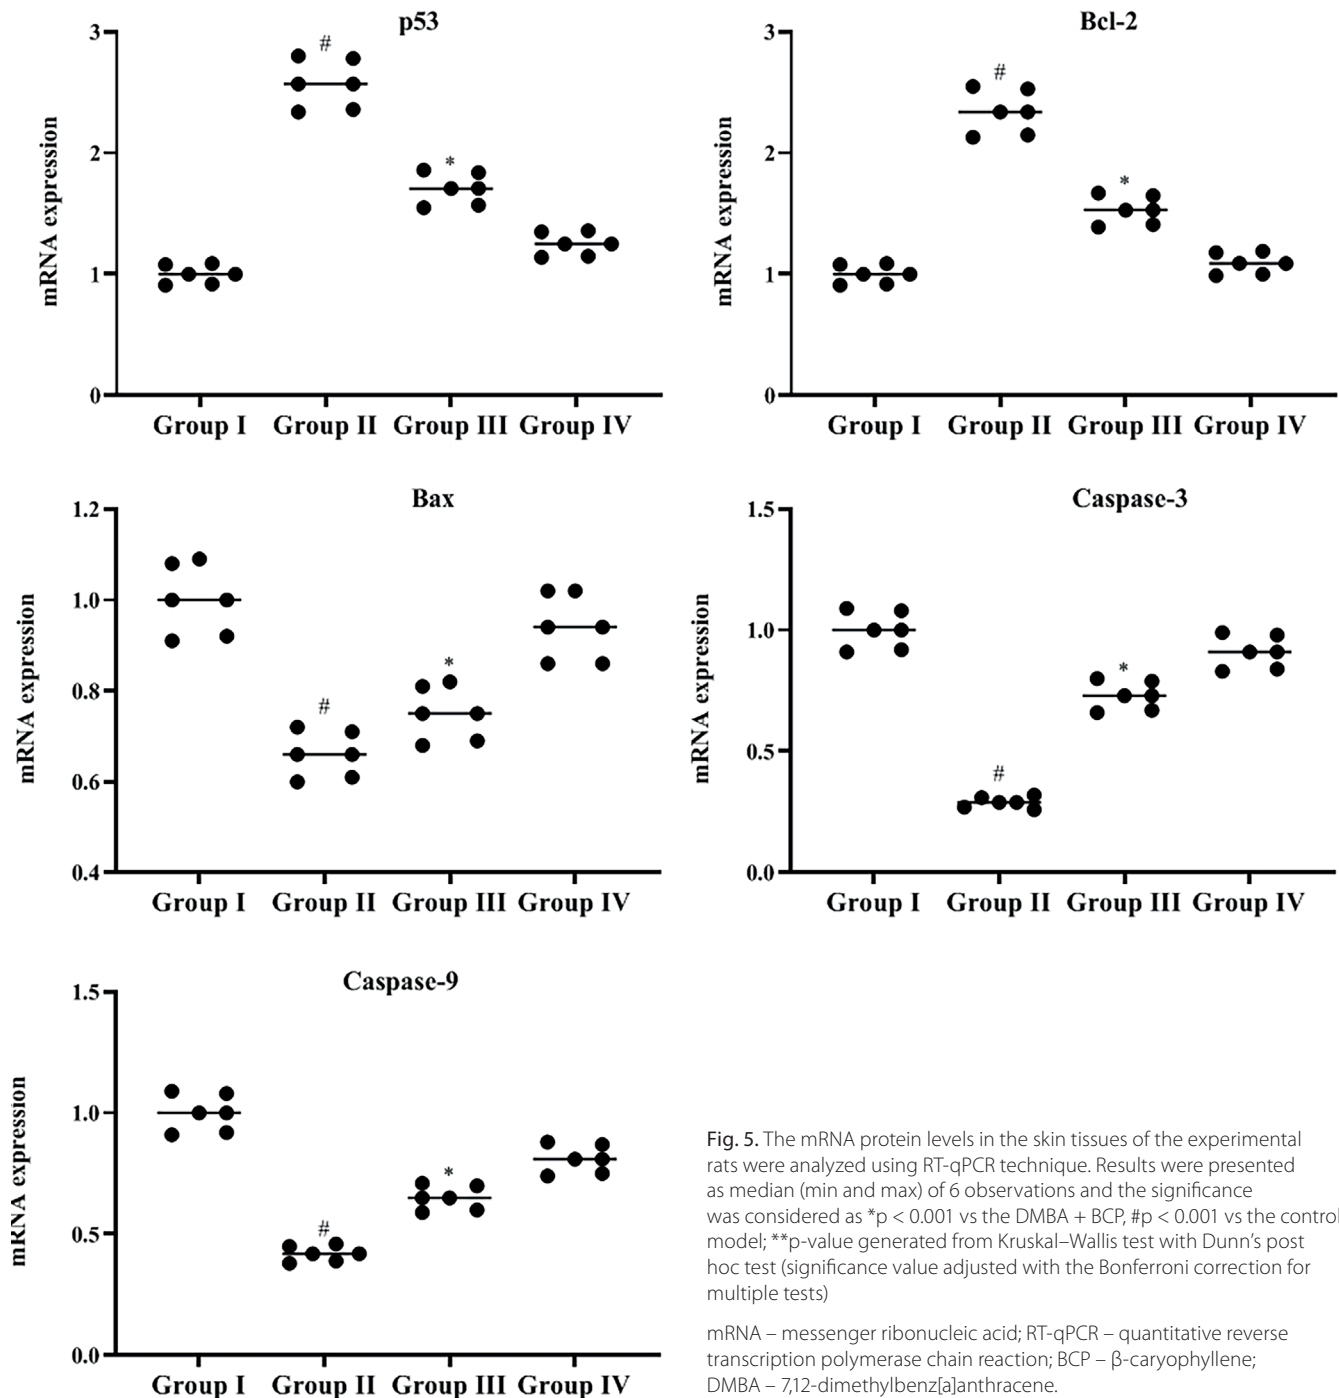 p53
3
#
2
*
1
0
mRNA expression
Group I Group II Group III Group IV
Bcl-2
3
#
2
*
1
0
mRNA expression
Group I Group II Group III Group IV
Bax
1.2
1.0
0.8
#
*
0.6
0.4
mRNA expression
Group I Group II Group III Group IV
Caspase-3
1.5
1.0
*
0.5
#
0.0
mRNA expression
Group I Group II Group III Group IV
Caspase-9
1.5
1.0
*
0.5
#
0.0
mRNA expression
Group I Group II Group III Group IV
Fig. 5. The mRNA protein levels in the skin tissues of the experimental
rats were analyzed using RT-qPCR technique. Results were presented
as median (min and max) of 6 observations and the significance
was considered as *p < 0.001 vs the DMBA + BCP, #p < 0.001 vs the control
model; **p-value generated from Kruskal–Wallis test with Dunn's post
hoc test (significance value adjusted with the Bonferroni correction for
multiple tests)
mRNA – messenger ribonucleic acid; RT-qPCR – quantitative reverse
transcription polymerase chain reaction; BCP – β-caryophyllene;
DMBA – 7,12-dimethylbenz[a]anthracene.